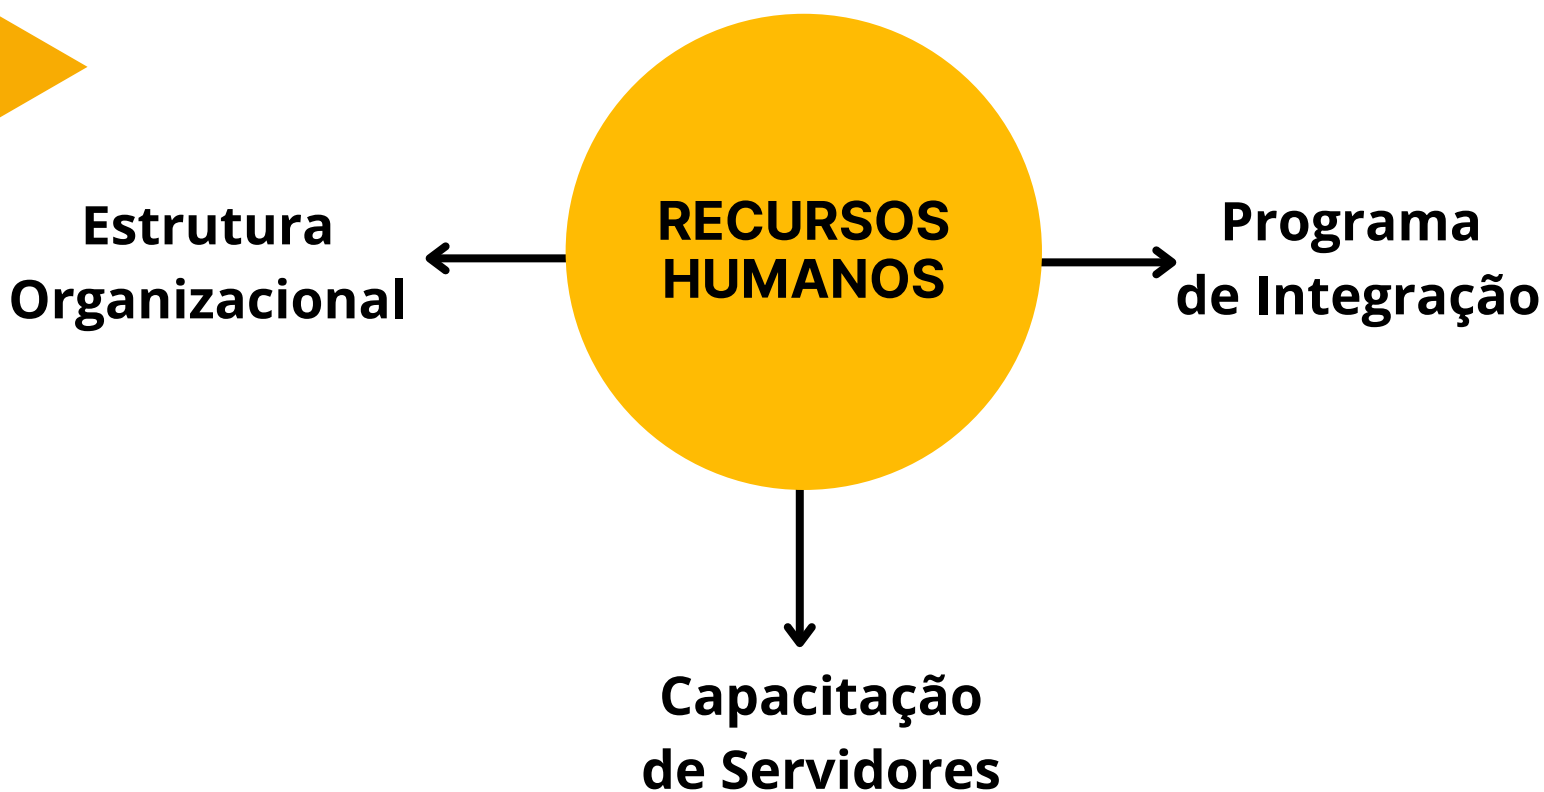 RECURSOS
HUMANOS
Estrutura
Organizacional
Programa
de Integração
Capacitação
de Servidores